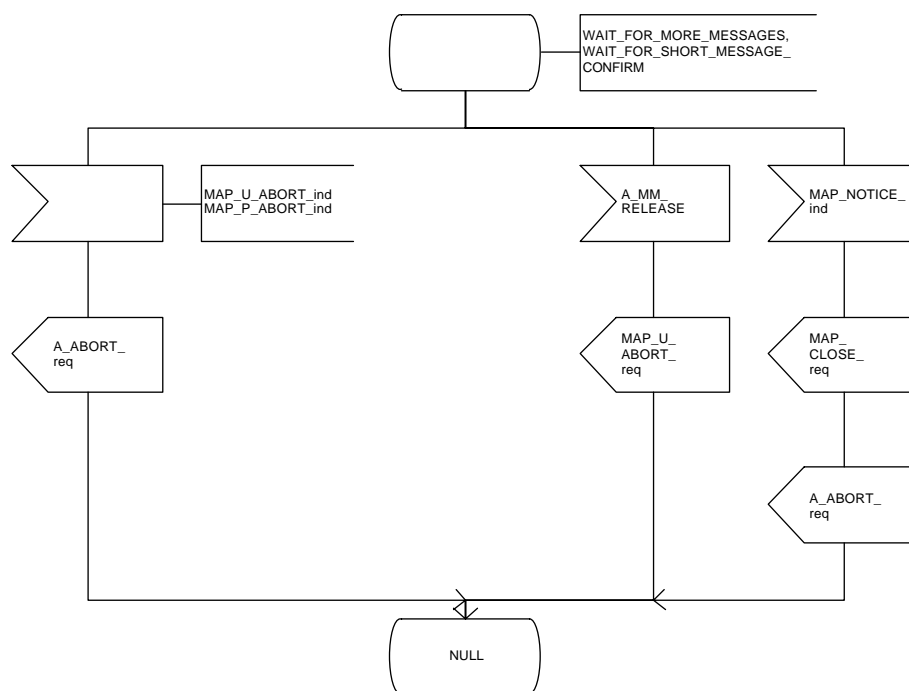 WAIT_FOR_MORE_MESSAGES,
WAIT_FOR_SHORT_MESSAGE_
CONFIRM
MAP_U_ABORT_ind
MAP_P_ABORT_ind
A_MM_
RELEASE
MAP_NOTICE_
ind
A_ABORT_
req
MAP_U_
ABORT_
req
MAP_
CLOSE_
req
A_ABORT_
req
NULL